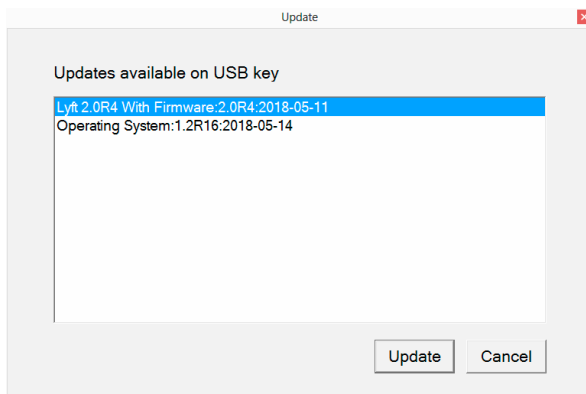 Update
Updates available on USB key
Lyft 2.0R4 With Firmware:2.0R4:2018-05-11
Operating System:1.2R16:2018-05-14
Update Cancel